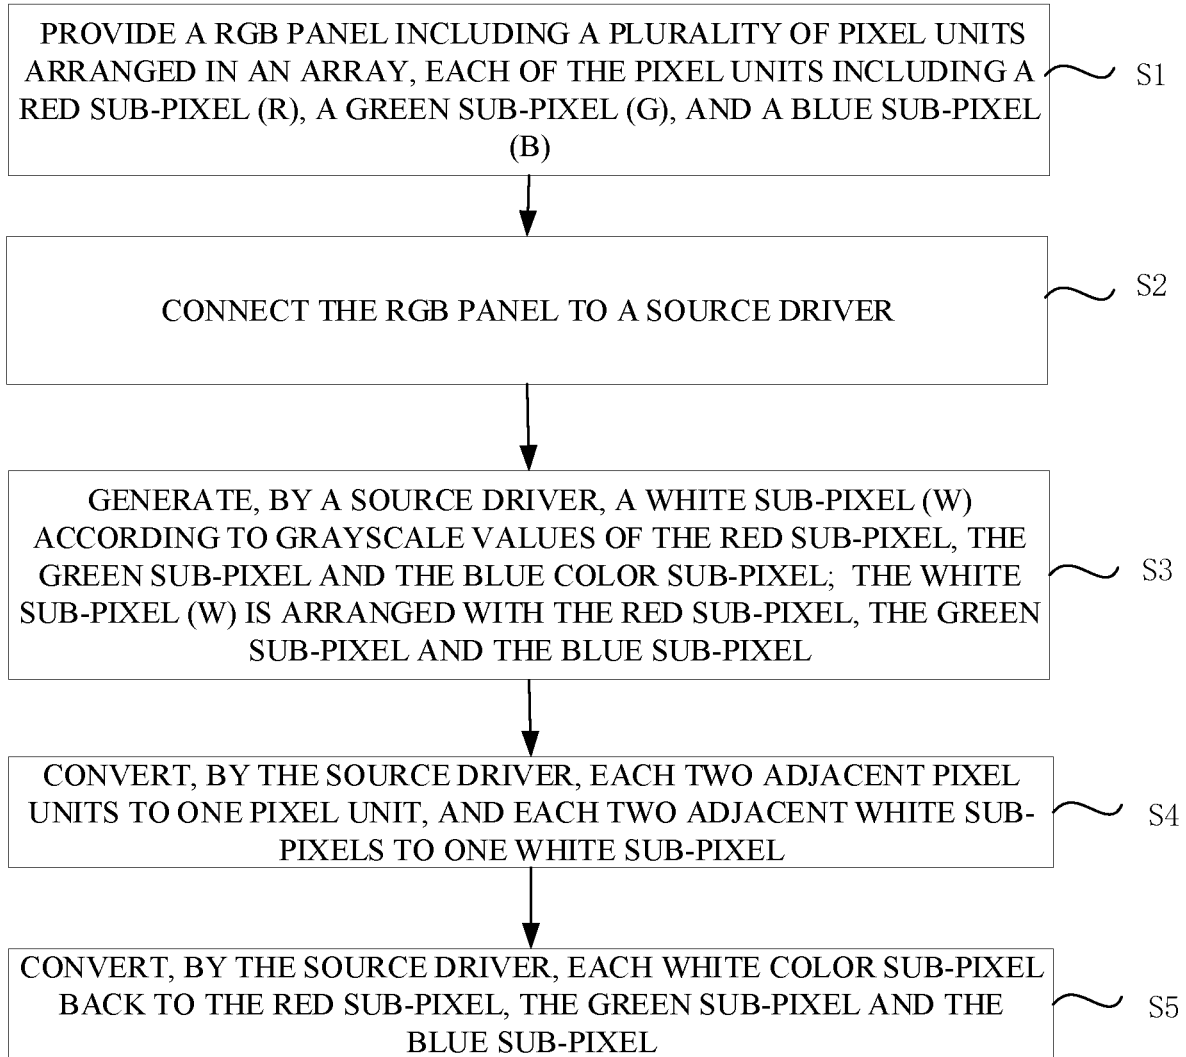 PROVIDE A RGB PANEL INCLUDING A PLURALITY OF PIXEL UNITS
ARRANGED IN AN ARRAY, EACH OF THE PIXEL UNITS INCLUDING A
RED SUB-PIXEL (R), A GREEN SUB-PIXEL (G), AND A BLUE SUB-PIXEL
(B)
S1
CONNECT THE RGB PANEL TO A SOURCE DRIVER
S2
GENERATE, BY A SOURCE DRIVER, A WHITE SUB-PIXEL (W)
ACCORDING TO GRAYSCALE VALUES OF THE RED SUB-PIXEL, THE
GREEN SUB-PIXEL AND THE BLUE COLOR SUB-PIXEL; THE WHITE
SUB-PIXEL (W) IS ARRANGED WITH THE RED SUB-PIXEL, THE GREEN
SUB-PIXEL AND THE BLUE SUB-PIXEL
S3
CONVERT, BY THE SOURCE DRIVER, EACH TWO ADJACENT PIXEL
UNITS TO ONE PIXEL UNIT, AND EACH TWO ADJACENT WHITE SUB-
PIXELS TO ONE WHITE SUB-PIXEL
S4
CONVERT, BY THE SOURCE DRIVER, EACH WHITE COLOR SUB-PIXEL
BACK TO THE RED SUB-PIXEL, THE GREEN SUB-PIXEL AND THE
BLUE SUB-PIXEL
S5